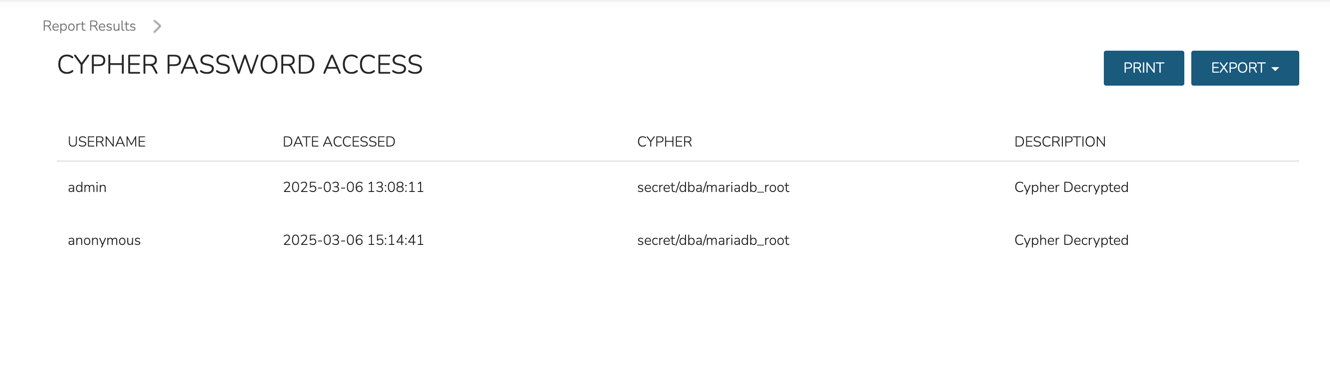 Report Results
CYPHER PASSWORD ACCESS
PRINT
EXPORT
USERNAME DATE ACCESSED CYPHER DESCRIPTION
admin 2025-03-06 13:08:11 secret/dba/mariadb_root Cypher Decrypted
anonymous 2025-03-06 15:14:41 secret/dba/mariadb_root Cypher Decrypted